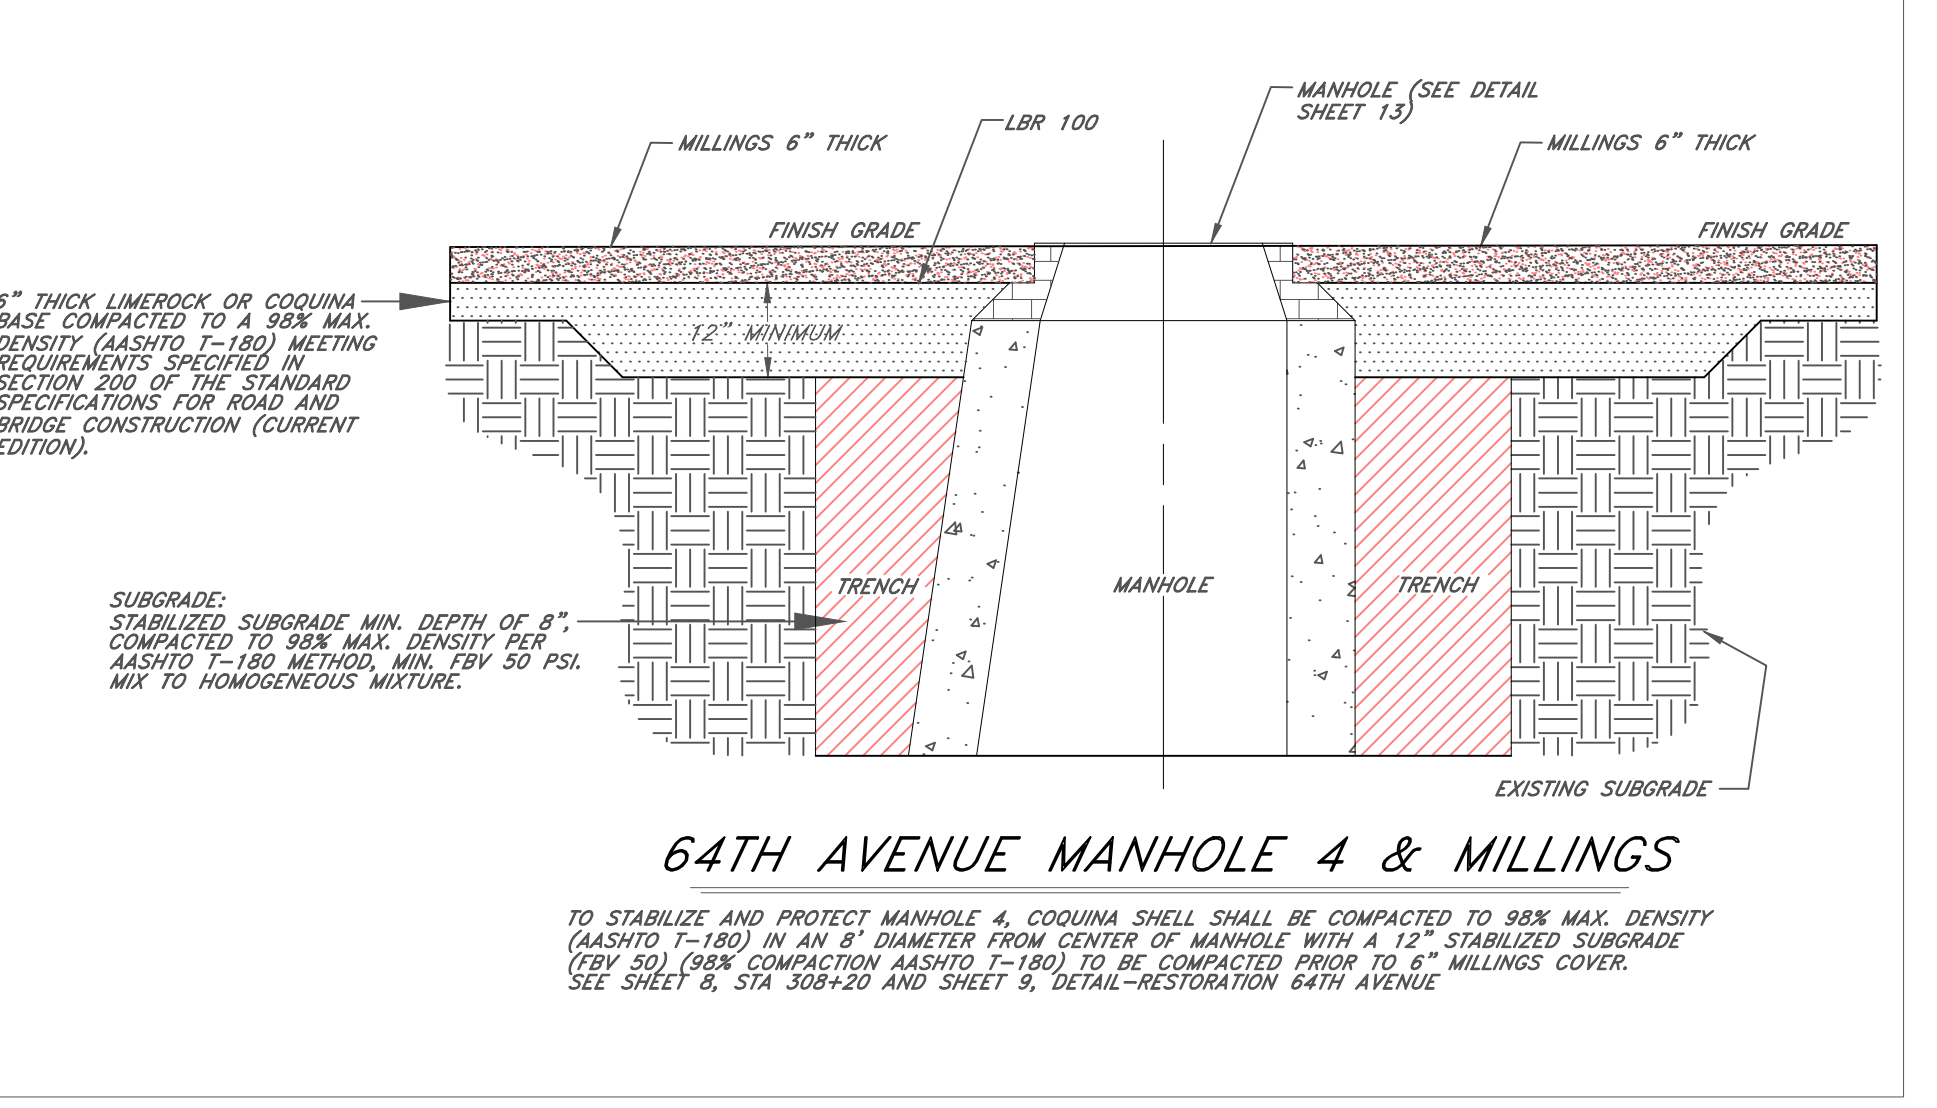 MANHOLE (SEE DETAIL
SHEET 13)
LBR 100
MILLINGS 6" THICK
MILLINGS 6" THICK
FINISH GRADE
FINISH GRADE
6" THICK LIMEROCK OR COQUINA
BASE COMPACTED TO A 98% MAX.
DENSITY (AASHTO T-180) MEETING
REQUIREMENTS SPECIFIED IN
SECTION 200 OF THE STANDARD
SPECIFICATIONS FOR ROAD AND
BRIDGE CONSTRUCTION (CURRENT
EDITION).
12" MINIMUM
TRENCH
MANHOLE
TRENCH
SUBGRADE:
STABILIZED SUBGRADE MIN. DEPTH OF 8",
COMPACTED TO 98% MAX. DENSITY PER
AASHTO T-180 METHOD, MIN. FBV 50 PSI.
MIX TO HOMOGENEOUS MIXTURE.
EXISTING SUBGRADE
64TH AVENUE MANHOLE 4 & MILLINGS
TO STABILIZE AND PROTECT MANHOLE 4, COQUINA SHELL SHALL BE COMPACTED TO 98% MAX. DENSITY
(AASHTO T-180) IN AN 8' DIAMETER FROM CENTER OF MANHOLE WITH A 12" STABILIZED SUBGRADE
(FBV 50) (98% COMPACTION AASHTO T-180) TO BE COMPACTED PRIOR TO 6" MILLINGS COVER.
SEE SHEET 8, STA 308+20 AND SHEET 9, DETAIL-RESTORATION 64TH AVENUE